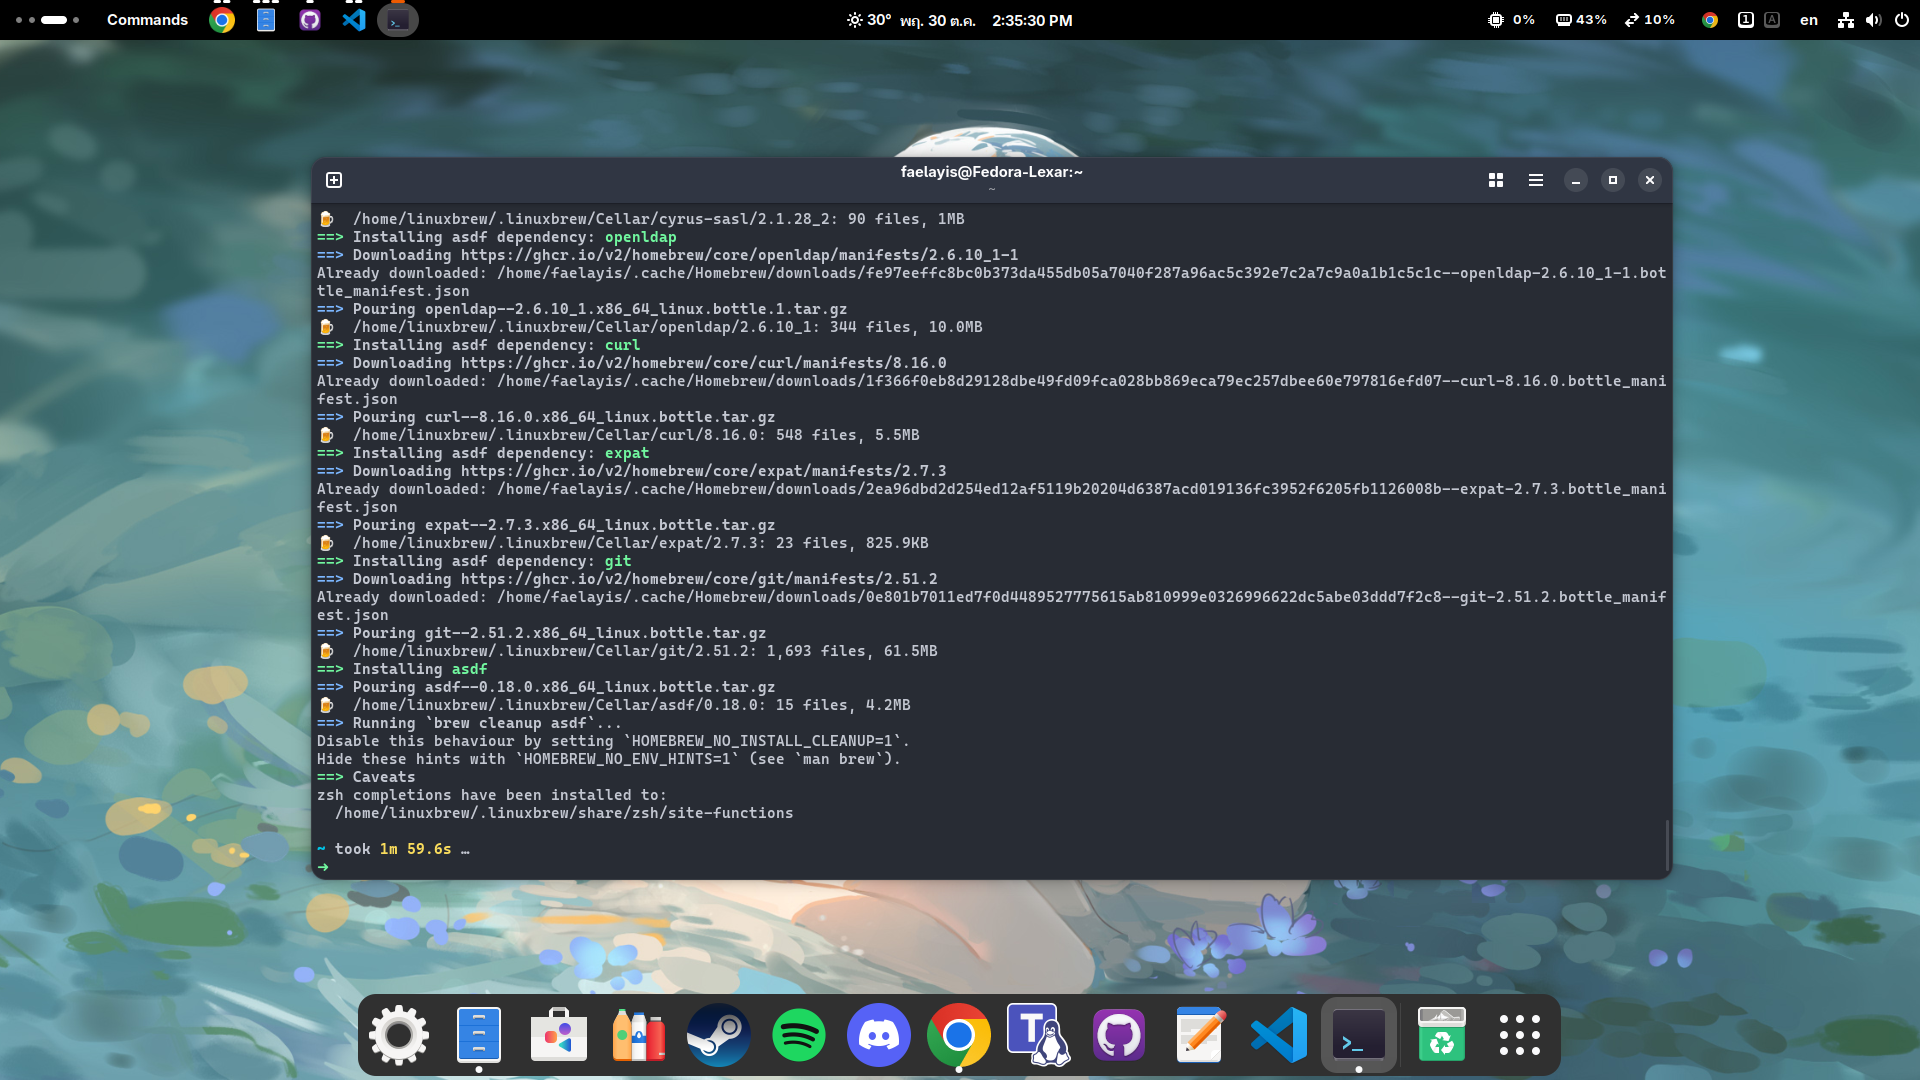 Commands
30° พฤ. 30 ต.ค. 2:35:30 PM
0% 43% 10% 1 A en
faelayis@Fedora-Lexar:~
~
/home/linuxbrew/.linuxbrew/Cellar/cyrus-sasl/2.1.28_2: 90 files, 1MB
==> Installing asdf dependency: openldap
==> Downloading https://ghcr.io/v2/homebrew/core/openldap/manifests/2.6.10_1-1
Already downloaded: /home/faelayis/.cache/Homebrew/downloads/fe97eeffc8bc0b373da455db05a7040f287a96ac5c392e7c2a7c9a0a1b1c5c1c--openldap-2.6.10_1-1.bot
tle_manifest.json
==> Pouring openldap--2.6.10_1.x86_64_linux.bottle.1.tar.gz
/home/linuxbrew/.linuxbrew/Cellar/openldap/2.6.10_1: 344 files, 10.0MB
==> Installing asdf dependency: curl
==> Downloading https://ghcr.io/v2/homebrew/core/curl/manifests/8.16.0
Already downloaded: /home/faelayis/.cache/Homebrew/downloads/1f366f0eb8d29128dbe49fd09fca028bb869eca79ec257dbee60e797816efd07--curl-8.16.0.bottle_mani
fest.json
==> Pouring curl--8.16.0.x86_64_linux.bottle.tar.gz
/home/linuxbrew/.linuxbrew/Cellar/curl/8.16.0: 548 files, 5.5MB
==> Installing asdf dependency: expat
==> Downloading https://ghcr.io/v2/homebrew/core/expat/manifests/2.7.3
Already downloaded: /home/faelayis/.cache/Homebrew/downloads/2ea96dbd2d254ed12af5119b20204d6387acd019136fc3952f6205fb1126008b--expat-2.7.3.bottle_mani
fest.json
==> Pouring expat--2.7.3.x86_64_linux.bottle.tar.gz
/home/linuxbrew/.linuxbrew/Cellar/expat/2.7.3: 23 files, 825.9KB
==> Installing asdf dependency: git
==> Downloading https://ghcr.io/v2/homebrew/core/git/manifests/2.51.2
Already downloaded: /home/faelayis/.cache/Homebrew/downloads/0e801b7011ed7f0d4489527775615ab810999e0326996622dc5abe03ddd7f2c8--git-2.51.2.bottle_manif
est.json
==> Pouring git--2.51.2.x86_64_linux.bottle.tar.gz
/home/linuxbrew/.linuxbrew/Cellar/git/2.51.2: 1,693 files, 61.5MB
==> Installing asdf
==> Pouring asdf--0.18.0.x86_64_linux.bottle.tar.gz
/home/linuxbrew/.linuxbrew/Cellar/asdf/0.18.0: 15 files, 4.2MB
==> Running `brew cleanup asdf`...
Disable this behaviour by setting `HOMEBREW_NO_INSTALL_CLEANUP=1`.
Hide these hints with `HOMEBREW_NO_ENV_HINTS=1` (see `man brew`).
==> Caveats
zsh completions have been installed to:
/home/linuxbrew/.linuxbrew/share/zsh/site-functions
~ took 1m 59.6s …
➜
T